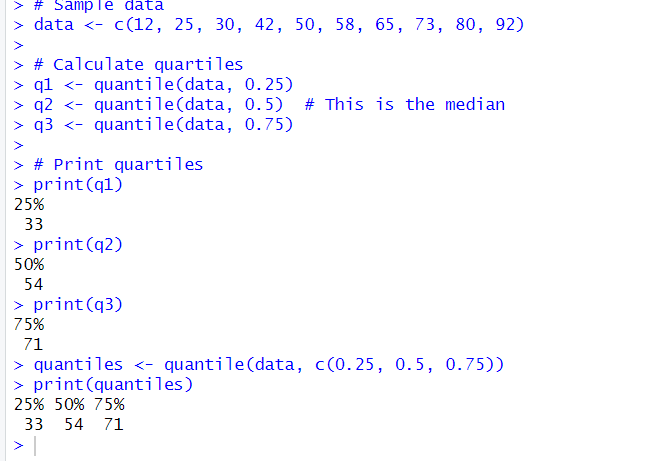 > # Sample data
> data <- c(12, 25, 30, 42, 50, 58, 65, 73, 80, 92)
>
> # Calculate quartiles
> q1 <- quantile(data, 0.25)
> q2 <- quantile(data, 0.5)  # This is the median
> q3 <- quantile(data, 0.75)
>
> # Print quartiles
> print(q1)
25%
 33
> print(q2)
50%
 54
> print(q3)
75%
 71
> quantiles <- quantile(data, c(0.25, 0.5, 0.75))
> print(quantiles)
25% 50% 75%
 33  54  71
>